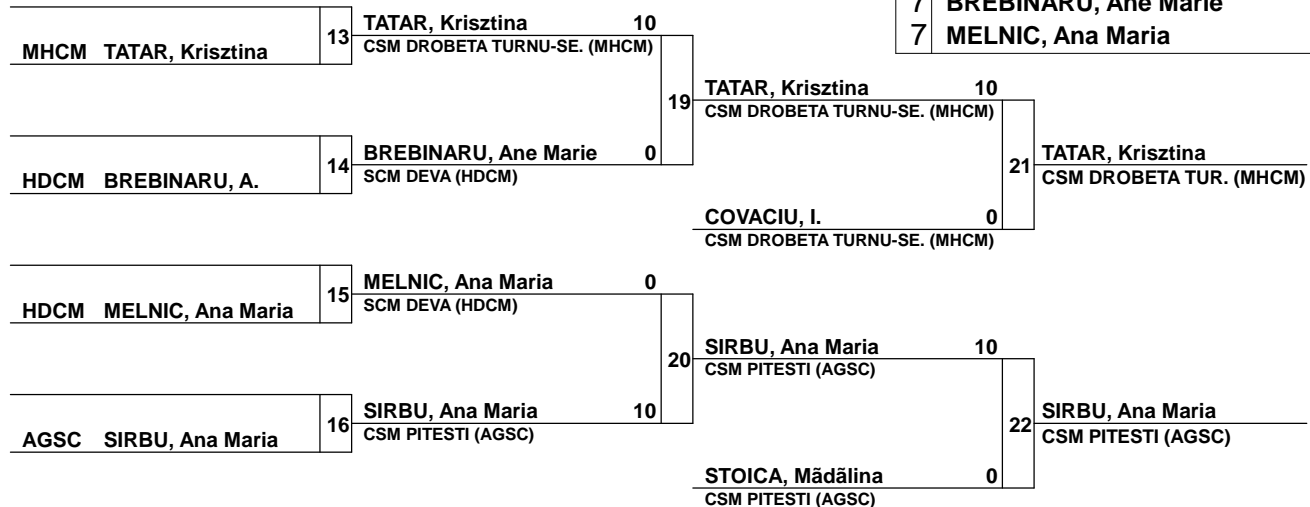 7 BREBINARU, Ane Marie
7 MELNIC, Ana Maria
TATAR, Krisztina 10
13
MHCM TATAR, Krisztina
CSM DROBETA TURNU-SE. (MHCM)
19
TATAR, Krisztina 10
CSM DROBETA TURNU-SE. (MHCM)
BREBINARU, Ane Marie 0
14
HDCM BREBINARU, A.
SCM DEVA (HDCM)
21
TATAR, Krisztina
CSM DROBETA TUR. (MHCM)
COVACIU, I. 0
CSM DROBETA TURNU-SE. (MHCM)
MELNIC, Ana Maria 0
15
HDCM MELNIC, Ana Maria
SCM DEVA (HDCM)
20
SIRBU, Ana Maria 10
CSM PITESTI (AGSC)
SIRBU, Ana Maria 10
16
AGSC SIRBU, Ana Maria
CSM PITESTI (AGSC)
22
SIRBU, Ana Maria
CSM PITESTI (AGSC)
STOICA, Mãdãlina 0
CSM PITESTI (AGSC)